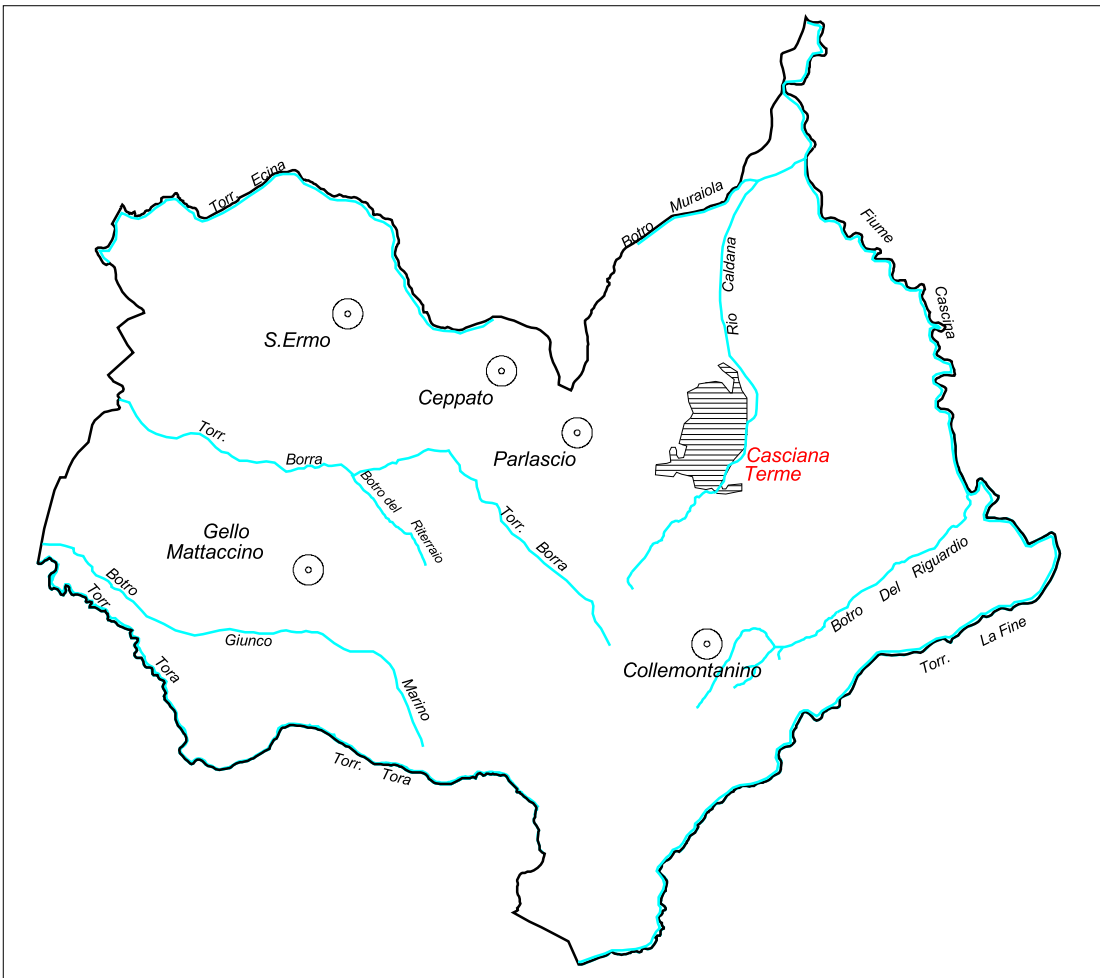 Torr. Ecina
Botro Muraiola
Fiume Cascina
Rio Caldana
S.Ermo
Ceppato
Parlascio
Casciana
Terme
Torr. Borra
Botro del Riterraio
Torr. Borra
Gello
Mattaccino
Botro Giunco Marino
Torr Tora
Botro Del Riguardio
Collemontanino
Torr. La Fine
Torr. Tora